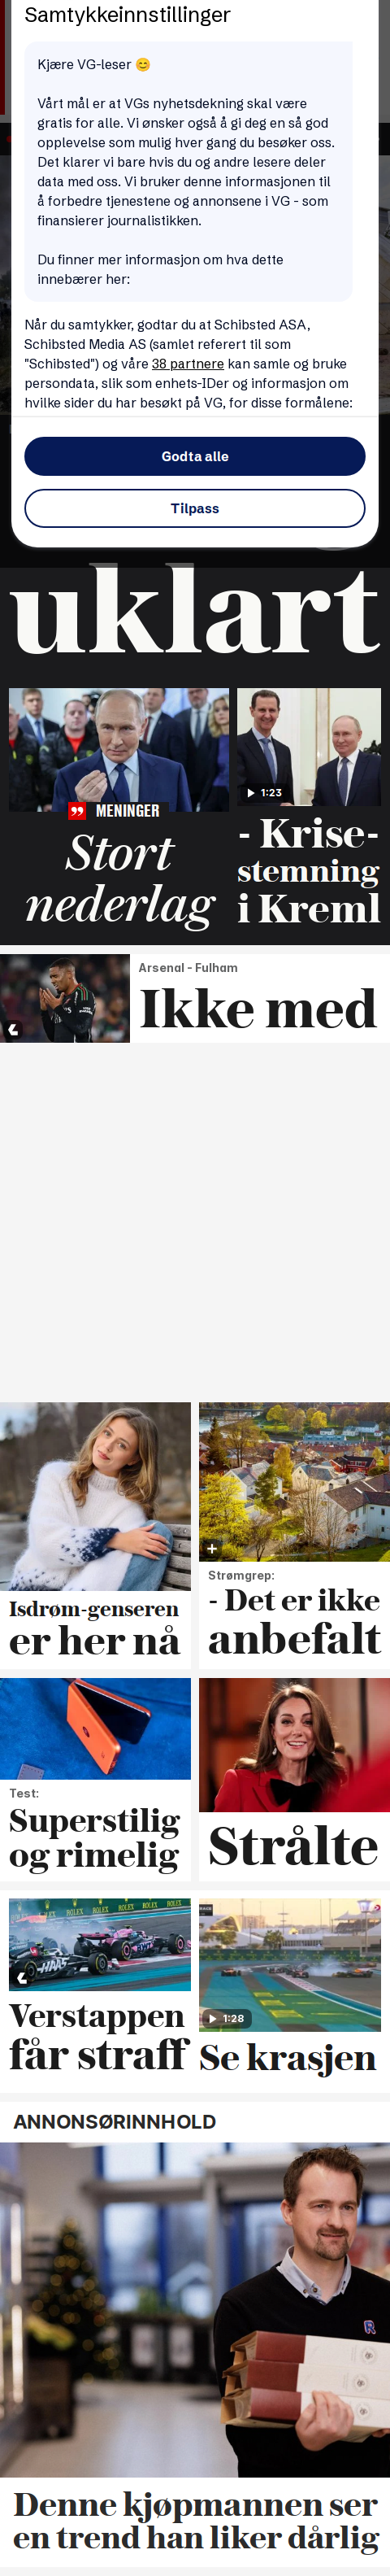 Samtykkeinnstillinger
Kjære VG-leser 😊
Vårt mål er at VGs nyhetsdekning skal være
gratis for alle. Vi ønsker også å gi deg en så god
opplevelse som mulig hver gang du besøker oss.
Det klarer vi bare hvis du og andre lesere deler
data med oss. Vi bruker denne informasjonen til
å forbedre tjenestene og annonsene i VG - som
finansierer journalistikken.
Du finner mer informasjon om hva dette
innebærer her:
Når du samtykker, godtar du at Schibsted ASA,
Schibsted Media AS (samlet referert til som
"Schibsted") og våre 38 partnere kan samle og bruke
persondata, slik som enhets-IDer og informasjon om
hvilke sider du har besøkt på VG, for disse formålene:
Godta alle
Tilpass
uklart
MENINGER
Stort
nederlag
1:23
- Krise-
stemning
i Kreml
Arsenal - Fulham
Ikke med
Isdrøm-genseren
er her nå
Strømgrep:
- Det er ikke
anbefalt
Test:
Superstilig
og rimelig
Strålte
ROLEX
ROLEX
HAAS
Verstappen
får straff
1:28
Se krasjen
ANNONSØRINNHOLD
R
Denne kjøpmannen ser
en trend han liker dårlig